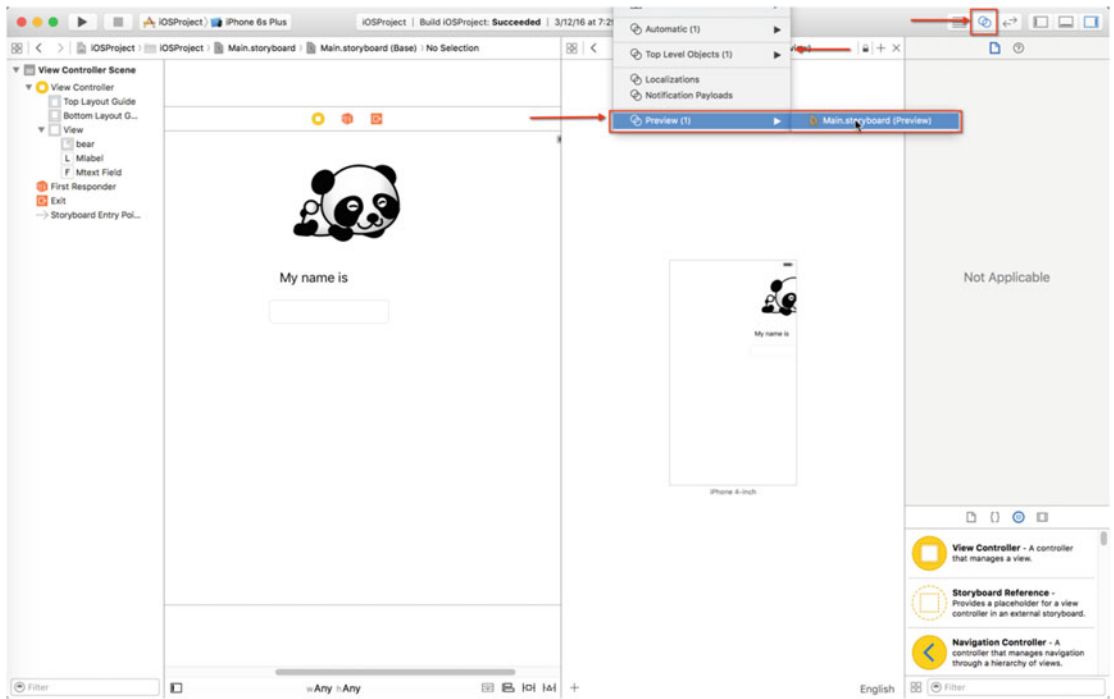 iOSProject iPhone 6s Plus
iOSProject | Build iOSProject: Succeeded | 3/12/16 at 7:2
iOSProject iOSProject Main.storyboard Main.storyboard (Base) No Selection
Automatic (1)
Top Level Objects (1)
Localizations
Notification Payloads
Preview (1)
Main.storyboard (Preview)
View Controller Scene
View Controller
Top Layout Guide
Bottom Layout G...
View
bear
L Mlabel
F Mtext Field
First Responder
Exit
Storyboard Entry Poi...
My name is
My name is
iPhone 4-inch
Not Applicable
View Controller - A controller
that manages a view.
Storyboard Reference -
Provides a placeholder for a view
controller in an external storyboard.
Navigation Controller - A
controller that manages navigation
through a hierarchy of views.
Filter
wAny hAny
English
Filter